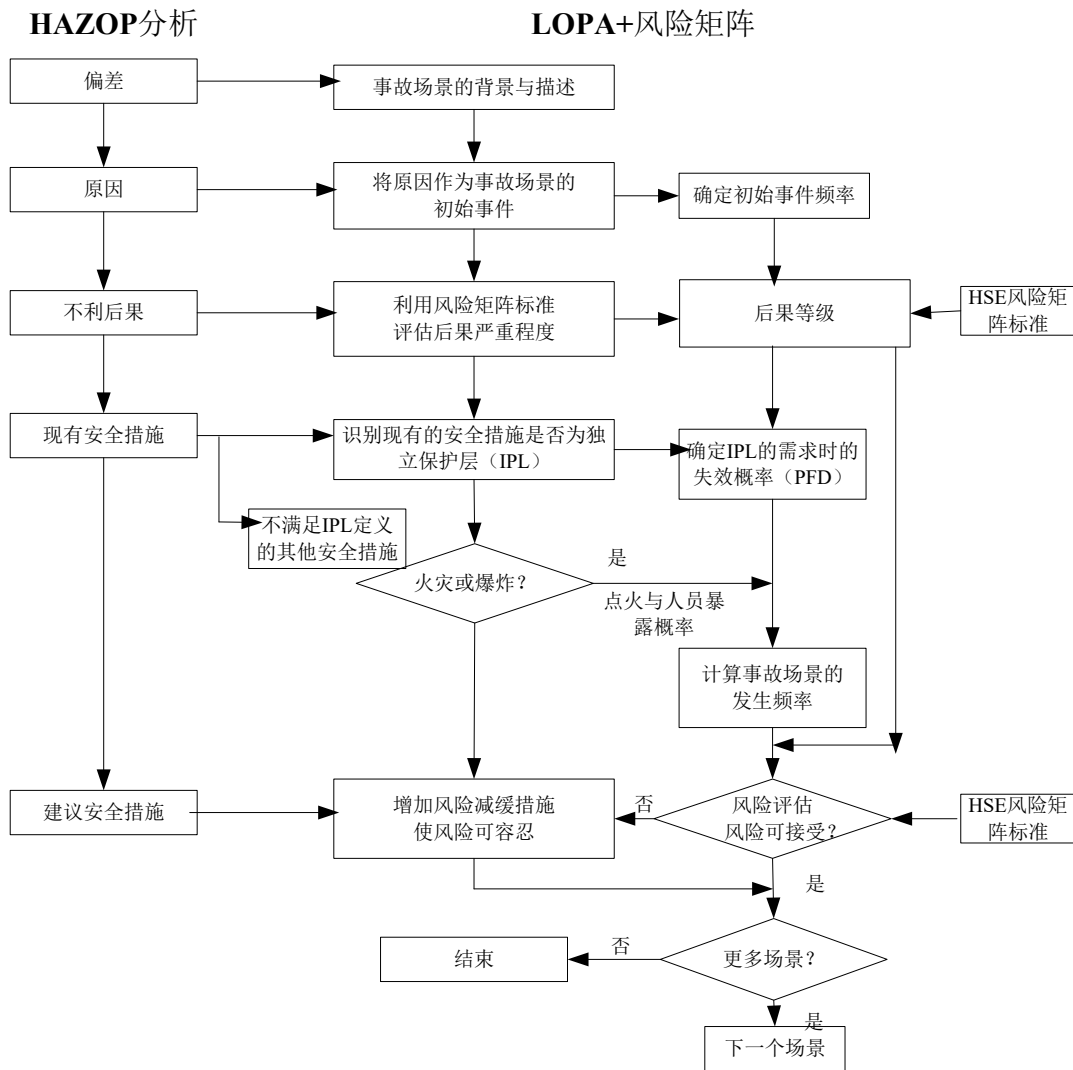 HAZOP分析
LOPA+风险矩阵
偏差
事故场景的背景与描述
原因
将原因作为事故场景的
初始事件
确定初始事件频率
不利后果
利用风险矩阵标准
评估后果严重程度
后果等级
HSE风险矩
阵标准
现有安全措施
识别现有的安全措施是否为独
立保护层（IPL）
确定IPL的需求时的
失效概率（PFD）
不满足IPL定义
的其他安全措施
火灾或爆炸？
是
点火与人员暴
露概率
计算事故场景的
发生频率
建议安全措施
增加风险减缓措施
使风险可容忍
否
风险评估
风险可接受？
HSE风险矩
阵标准
是
结束
否
更多场景？
是
下一个场景